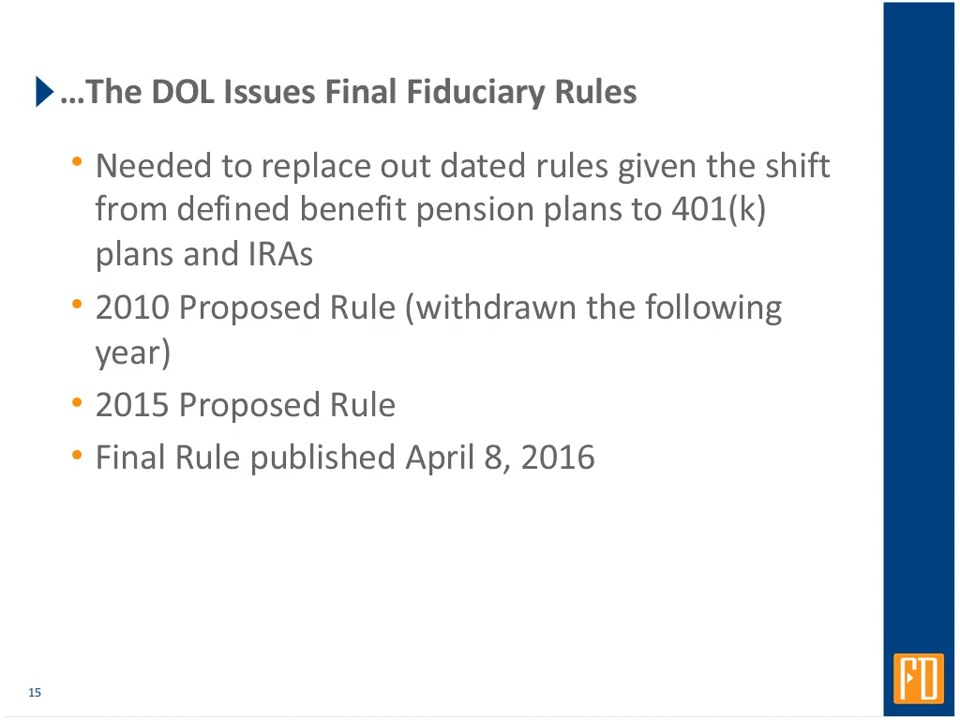 …The DOL Issues Final Fiduciary Rules
• Needed to replace out dated rules given the shift
from defined benefit pension plans to 401(k)
plans and IRAs
• 2010 Proposed Rule (withdrawn the following
year)
• 2015 Proposed Rule
• Final Rule published April 8, 2016
15
FD